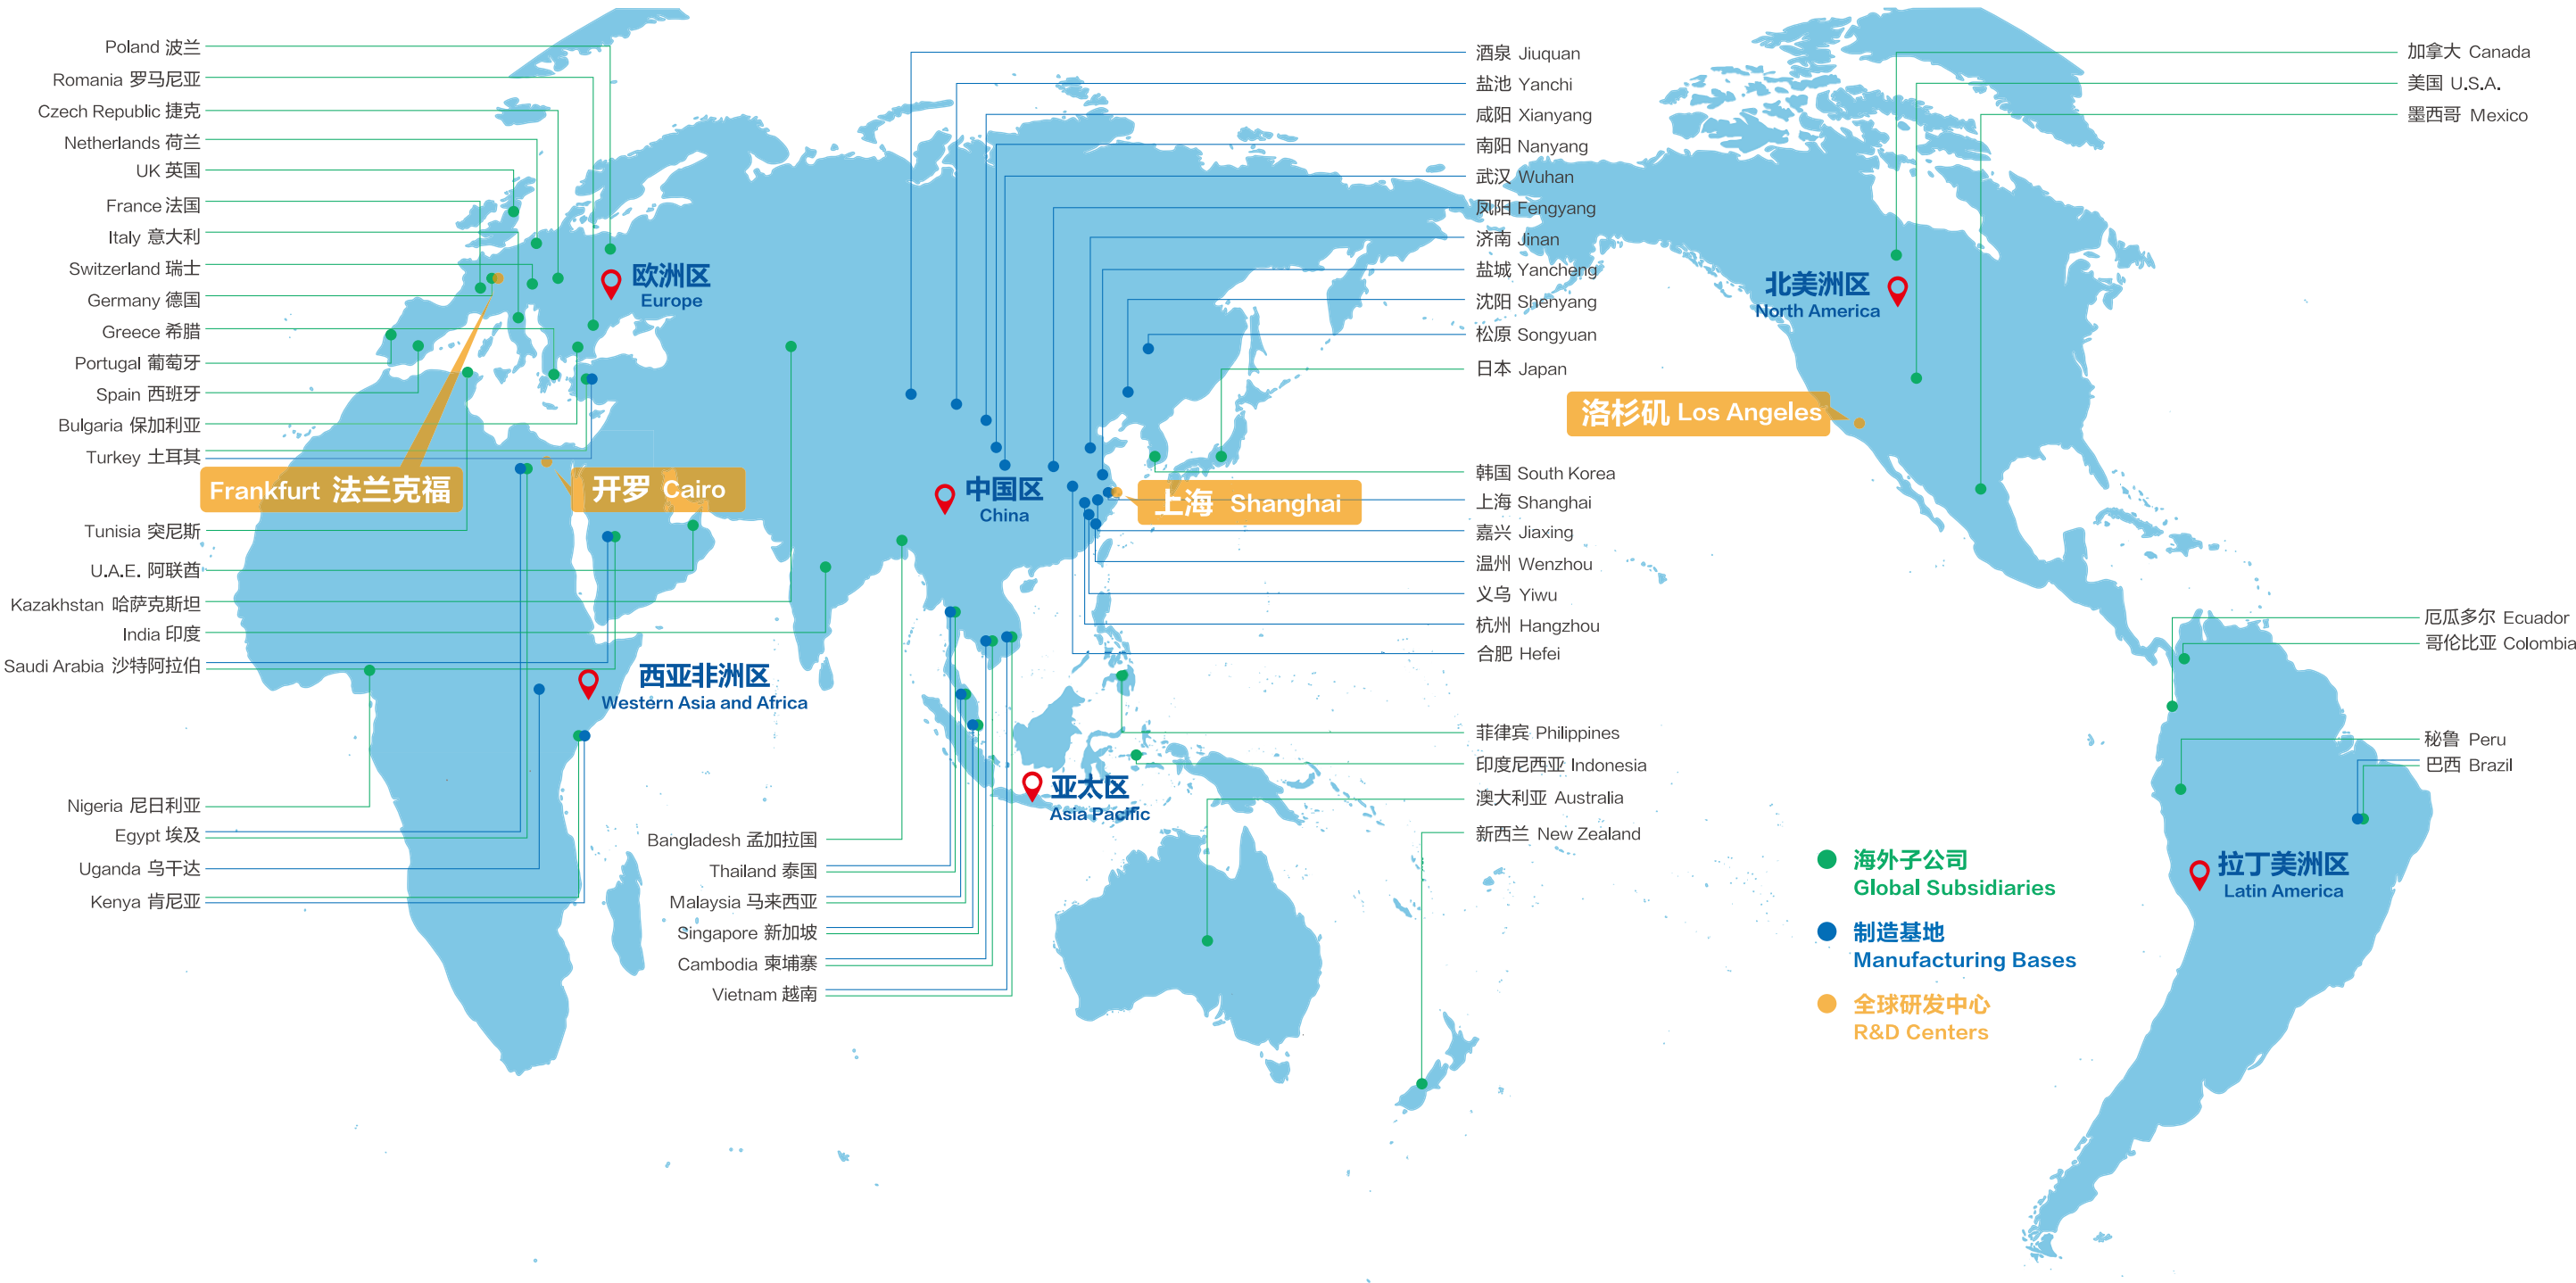 Poland 波兰
Romania 罗马尼亚
Czech Republic 捷克
Netherlands 荷兰
UK 英国
France 法国
Italy 意大利
Switzerland 瑞士
Germany 德国
Greece 希腊
Portugal 葡萄牙
Spain 西班牙
Bulgaria 保加利亚
Turkey 土耳其
Frankfurt 法兰克福
开罗 Cairo
Tunisia 突尼斯
U.A.E. 阿联酋
Kazakhstan 哈萨克斯坦
India 印度
Saudi Arabia 沙特阿拉伯
Nigeria 尼日利亚
Egypt 埃及
Uganda 乌干达
Kenya 肯尼亚
欧洲区
Europe
西亚非洲区
Western Asia and Africa
中国区
China
亚太区
Asia Pacific
Bangladesh 孟加拉国
Thailand 泰国
Malaysia 马来西亚
Singapore 新加坡
Cambodia 柬埔寨
Vietnam 越南
酒泉 Jiuquan
盐池 Yanchi
咸阳 Xianyang
南阳 Nanyang
武汉 Wuhan
凤阳 Fengyang
济南 Jinan
盐城 Yancheng
沈阳 Shenyang
松原 Songyuan
日本 Japan
韩国 South Korea
上海 Shanghai
上海 Shanghai
嘉兴 Jiaxing
温州 Wenzhou
义乌 Yiwu
杭州 Hangzhou
合肥 Hefei
菲律宾 Philippines
印度尼西亚 Indonesia
澳大利亚 Australia
新西兰 New Zealand
加拿大 Canada
美国 U.S.A.
墨西哥 Mexico
北美洲区
North America
洛杉矶 Los Angeles
厄瓜多尔 Ecuador
哥伦比亚 Colombia
秘鲁 Peru
巴西 Brazil
拉丁美洲区
Latin America
海外子公司
Global Subsidiaries
制造基地
Manufacturing Bases
全球研发中心
R&D Centers